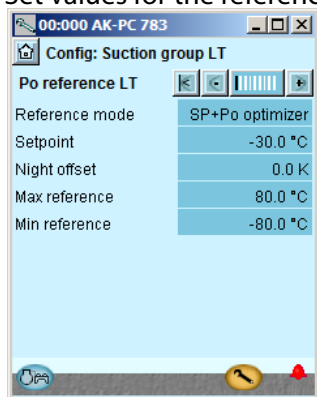 Set values for the reference
00:000 AK-PC 783
Config: Suction group LT
Po reference LT
Reference mode SP+Po optimizer
Setpoint -30.0 °C
Night offset 0.0 K
Max reference 80.0 °C
Min reference -80.0 °C